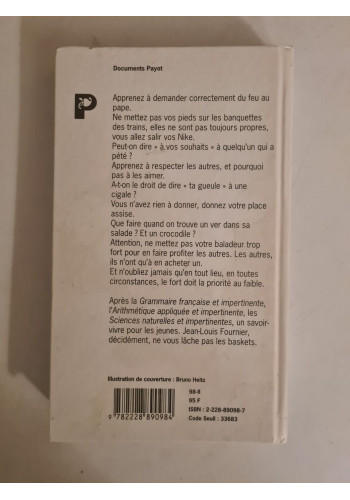 Documents Payot
P
Apprenez à demander correctement du feu au
pape.
Ne mettez pas vos pieds sur les banquettes
des trains, elles ne sont pas toujours propres,
vous allez salir vos Nike.
Peut-on dire « à vos souhaits » à quelqu'un qui a
pété ?
Apprenez à respecter les autres, et pourquoi
pas à les aimer.
A-t-on le droit de dire « ta gueule » à une
cigale ?
Vous n'avez rien à donner, donnez votre place
assise.
Que faire quand on trouve un ver dans sa
salade ? Et un crocodile ?
Attention, ne mettez pas votre baladeur trop
fort pour en faire profiter les autres. Les autres,
ils n'ont qu'à en acheter un.
Et n'oubliez jamais qu'en tout lieu, en toutes
circonstances, le fort doit la priorité au faible.
Après la Grammaire française et impertinente,
l'Arithmétique appliquée et impertinente, les
Sciences naturelles et impertinentes, un savoir-
vivre pour les jeunes. Jean-Louis Fournier,
décidément, ne vous lâche pas les baskets.
Illustration de couverture : Bruno Heitz
98-8
95 F
ISBN : 2-228-89098-7
Code Seuil : 33683
9 782228 890984